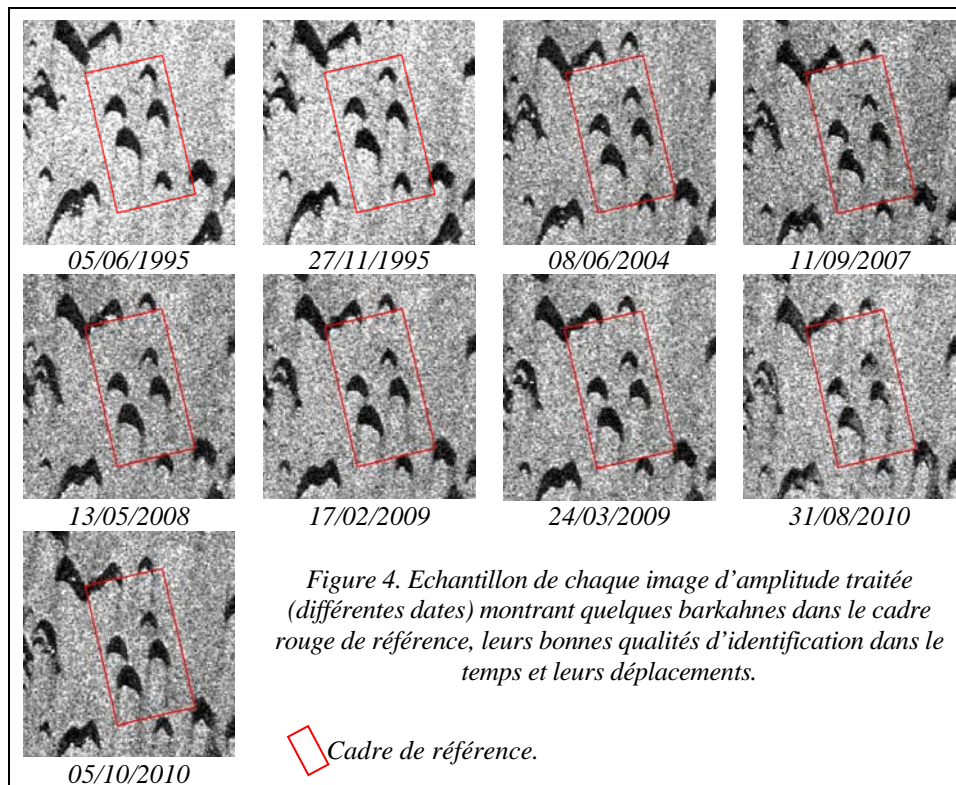 05/06/1995
27/11/1995
08/06/2004
11/09/2007
13/05/2008
17/02/2009
24/03/2009
31/08/2010
05/10/2010
Figure 4. Echantillon de chaque image d'amplitude traitée
(différentes dates) montrant quelques barkahnes dans le cadre
rouge de référence, leurs bonnes qualités d'identification dans le
temps et leurs déplacements.
Cadre de référence.